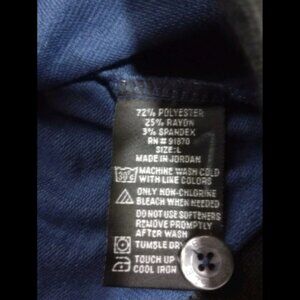 72% POLYESTER
25% RAYON
3% SPANDEX
RN # 91870
SIZE: L
MADE IN JORDAN
30°C MACHINE WASH COLD
WITH LIKE COLORS
ONLY NON-CHLORINE
BLEACH WHEN NEEDED
DO NOT USE SOFTENERS
REMOVE PROMPTLY
AFTER WASH
TUMBLE DRY
TOUCH UP
COOL IRON